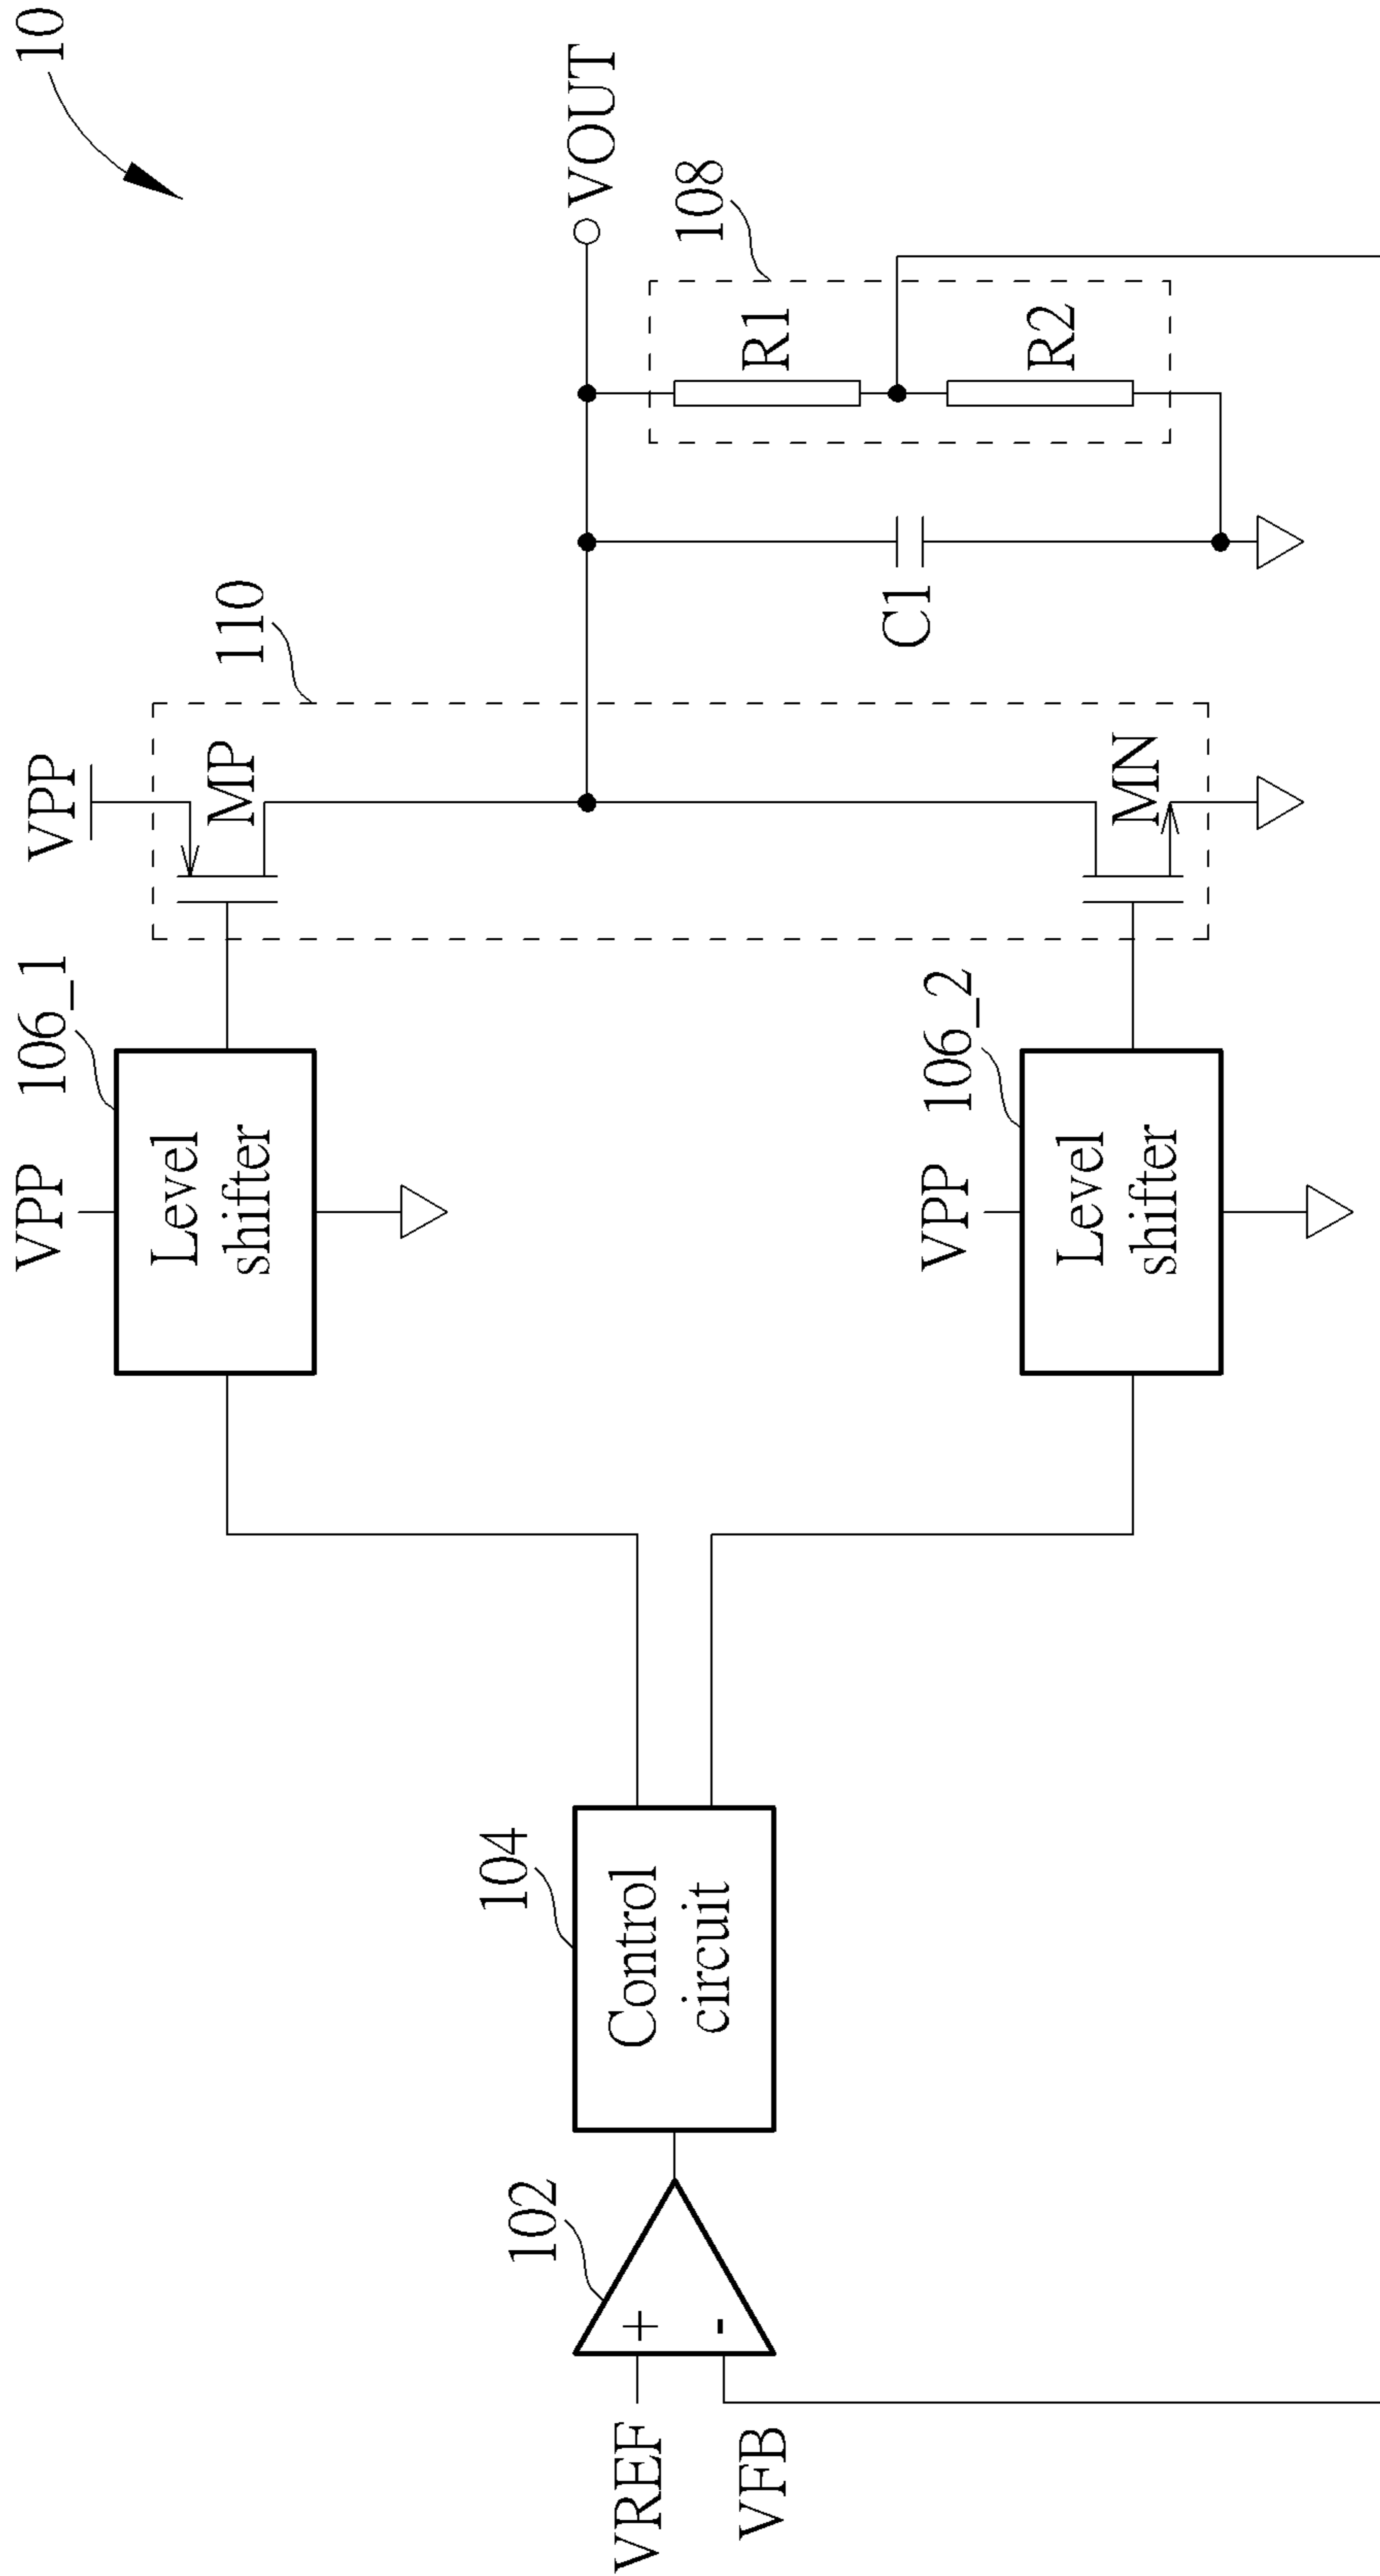 10
VPP
106_1
Level
shifter
VPP
110
MP
VOUT
104
Control
circuit
102
+
-
VREF
VFB
108
R1
R2
C1
VPP
106_2
Level
shifter
MN